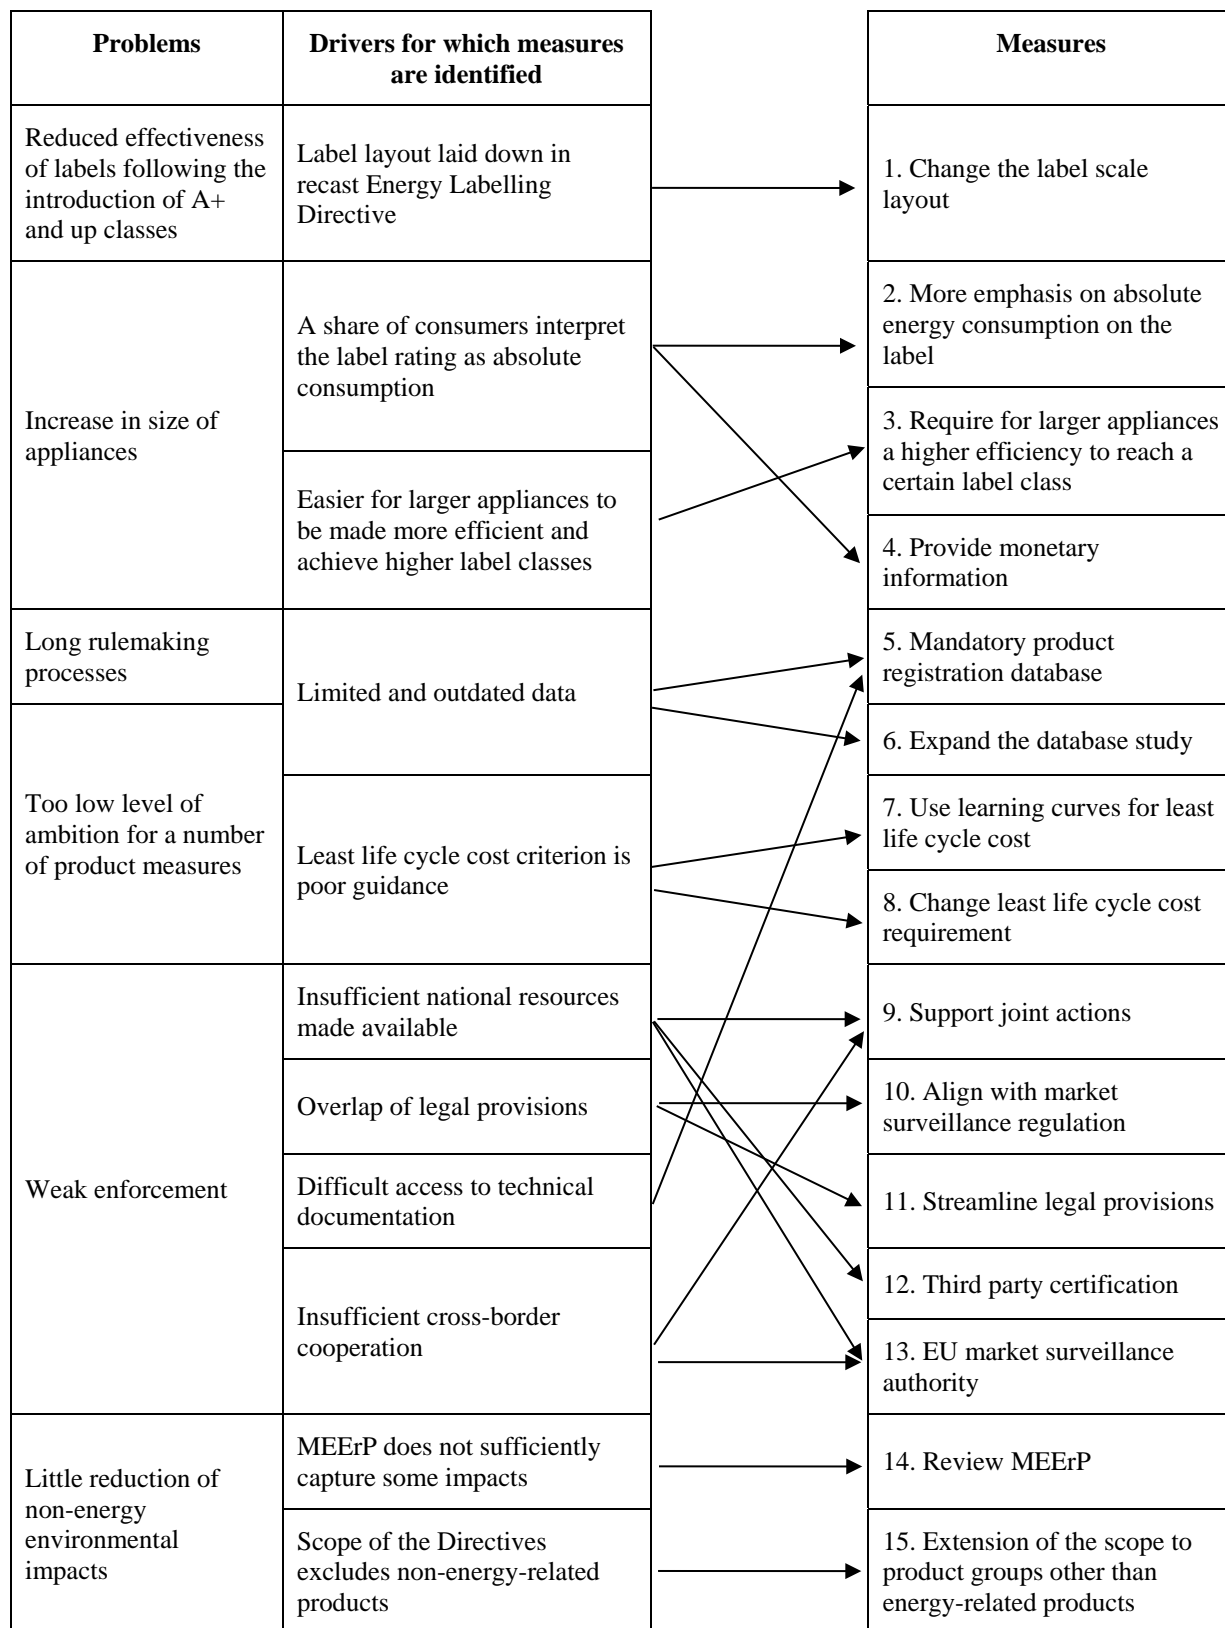 Problems
Drivers for which measures
are identified
Measures
Reduced effectiveness
of labels following the
introduction of A+
and up classes
Label layout laid down in
recast Energy Labelling
Directive
1. Change the label scale
layout
Increase in size of
appliances
A share of consumers interpret
the label rating as absolute
consumption
2. More emphasis on absolute
energy consumption on the
label
3. Require for larger appliances
a higher efficiency to reach a
certain label class
Easier for larger appliances to
be made more efficient and
achieve higher label classes
4. Provide monetary
information
Long rulemaking
processes
Limited and outdated data
5. Mandatory product
registration database
6. Expand the database study
Too low level of
ambition for a number
of product measures
Least life cycle cost criterion is
poor guidance
7. Use learning curves for least
life cycle cost
8. Change least life cycle cost
requirement
Weak enforcement
Insufficient national resources
made available
9. Support joint actions
Overlap of legal provisions
10. Align with market
surveillance regulation
Difficult access to technical
documentation
11. Streamline legal provisions
Insufficient cross-border
cooperation
12. Third party certification
13. EU market surveillance
authority
Little reduction of
non-energy
environmental
impacts
MEErP does not sufficiently
capture some impacts
14. Review MEErP
Scope of the Directives
excludes non-energy-related
products
15. Extension of the scope to
product groups other than
energy-related products